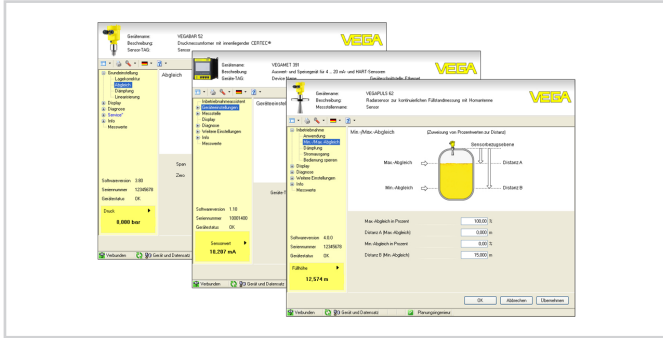 Gerätename: VEGABAR 52
Beschreibung: Druckmessumformer mit innenliegender CERTEC®
Sensor-TAG: Sensor
VEGA
Grundeinstellung
Lagekorrektur
Abgleich
Dämpfung
Linearisierung
Display
Diagnose
Service
Info
Messwerte
Abgleich
Span
Zero
Softwareversion 3.80
Seriennummer 12345678
Gerätestatus OK
Druck
0,000 bar
Verbunden
Gerät und Datensatz
Gerätename: VEGAMET 391
Beschreibung: Auswert- und Speisegerät für 4 .. 20 mA- und HART-Sensoren
Geräte-TAG:
VEGA
Inbetriebnahmeassistent
Geräteeinstellungen
Messstelle
Display
Diagnose
Weitere Einstellungen
Info
Messwerte
Softwareversion 1.10
Seriennummer 10001400
Gerätestatus OK
Sensorwert
18,207 mA
Verbunden
Gerät und Datensatz
Gerätename: VEGAPULS 62
Beschreibung: Radarsensor zur kontinuierlichen Füllstandmessung mit Hornantenne
Messstellenname: Sensor
VEGA
Inbetriebnahme
Anwendung
Min.-/Max.-Abgleich
Dämpfung
Stromausgang
Bedienung sperren
Display
Diagnose
Weitere Einstellungen
Info
Messwerte
Min.-/Max.-Abgleich (Zuweisung von Prozentwerten zur Distanz)
Sensorbezugsebene
Max.-Abgleich
Distanz A
Min.-Abgleich
Distanz B
Max.-Abgleich in Prozent 100,00 %
Distanz A (Max.-Abgleich) 0,000 m
Min.-Abgleich in Prozent 0,00 %
Distanz B (Min.-Abgleich) 15,000 m
Softwareversion 4.0.0
Seriennummer 12345678
Gerätestatus OK
Füllhöhe
12,574 m
OK Abbrechen Übernehmen
Verbunden
Gerät und Datensatz
Planungsingenieur